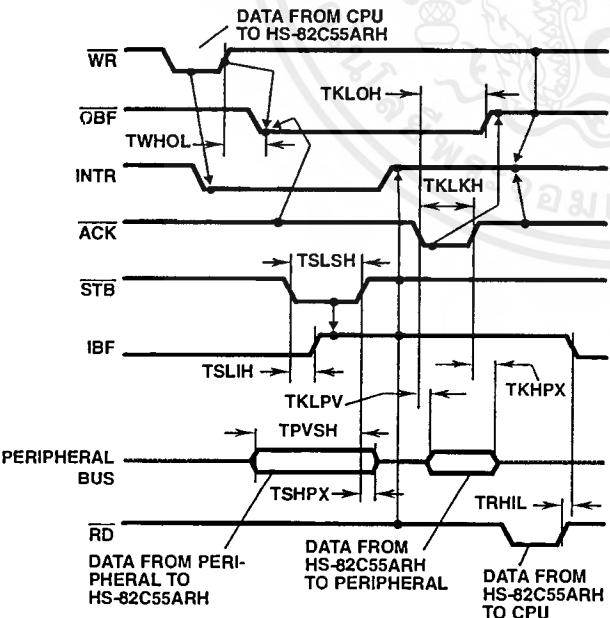 DATA FROM CPU
TO HS-82C55ARH
WR
TKLOH
OBF
TWHOL
INTR
TKLKH
ACK
TSLSH
STB
IBF
TSLIH
TKLPV
TKHPX
TPVSH
PERIPHERAL
BUS
TSHPX
TRHIL
RD
DATA FROM PERI-
PHERAL TO
HS-82C55ARH
DATA FROM
HS-82C55ARH
TO PERIPHERAL
DATA FROM
HS-82C55ARH
TO CPU